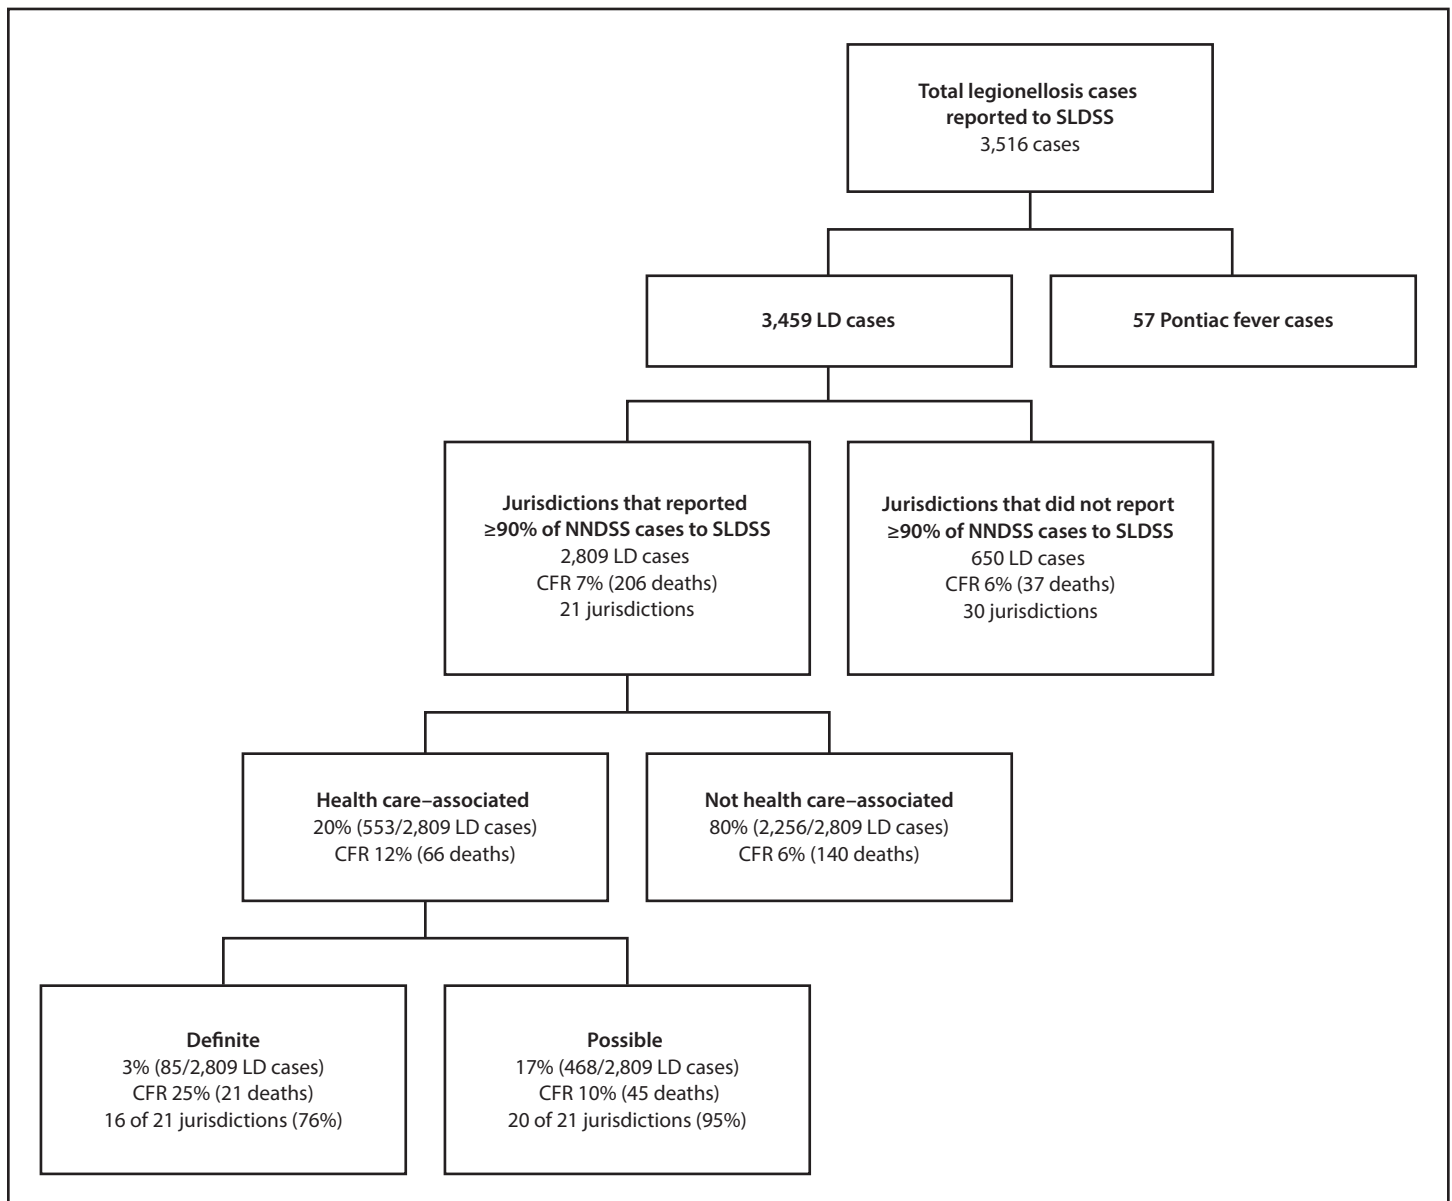 Total legionellosis cases
reported to SLDSS
3,516 cases
3,459 LD cases
57 Pontiac fever cases
Jurisdictions that reported
≥90% of NNDSS cases to SLDSS
2,809 LD cases
CFR 7% (206 deaths)
21 jurisdictions
Jurisdictions that did not report
≥90% of NNDSS cases to SLDSS
650 LD cases
CFR 6% (37 deaths)
30 jurisdictions
Health care–associated
20% (553/2,809 LD cases)
CFR 12% (66 deaths)
Not health care–associated
80% (2,256/2,809 LD cases)
CFR 6% (140 deaths)
Definite
3% (85/2,809 LD cases)
CFR 25% (21 deaths)
16 of 21 jurisdictions (76%)
Possible
17% (468/2,809 LD cases)
CFR 10% (45 deaths)
20 of 21 jurisdictions (95%)